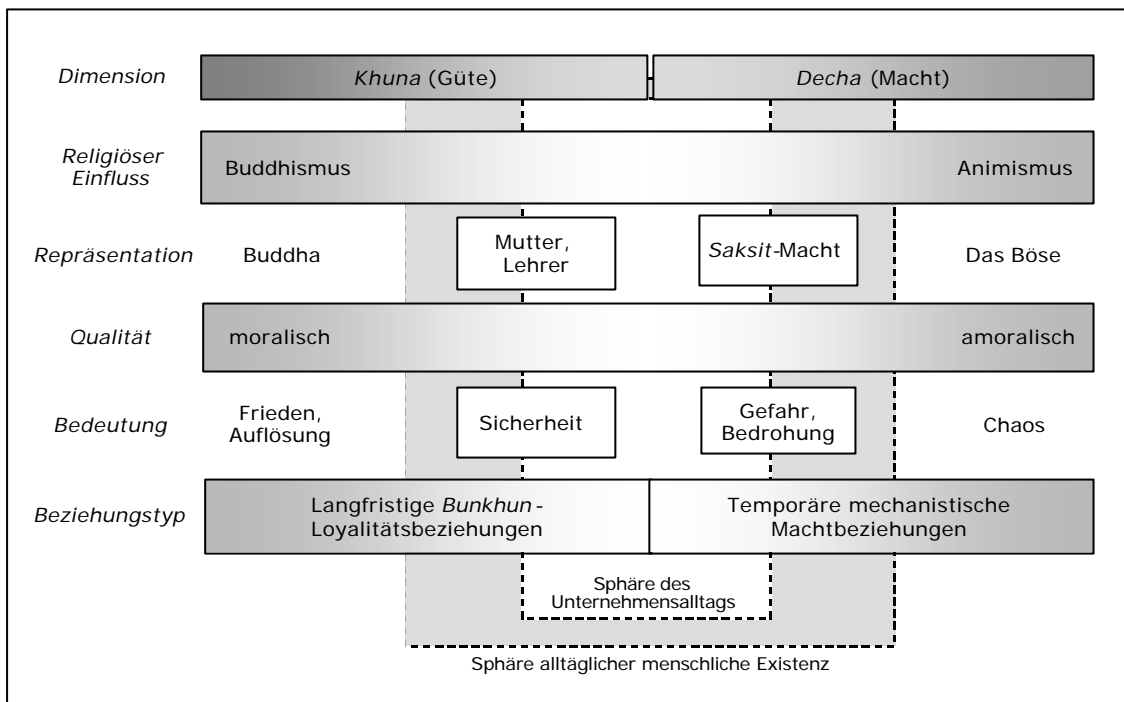 Dimension
Khuna (Güte)
Decha (Macht)
Religiöser
Einfluss
Buddhismus
Animismus
Repräsentation
Buddha
Mutter,
Lehrer
Saksit-Macht
Das Böse
Qualität
moralisch
amoralisch
Bedeutung
Frieden,
Auflösung
Sicherheit
Gefahr,
Bedrohung
Chaos
Beziehungstyp
Langfristige Bunkhun-
Loyalitätsbeziehungen
Temporäre mechanistische
Machtbeziehungen
Sphäre des
Unternehmensalltags
Sphäre alltäglicher menschliche Existenz